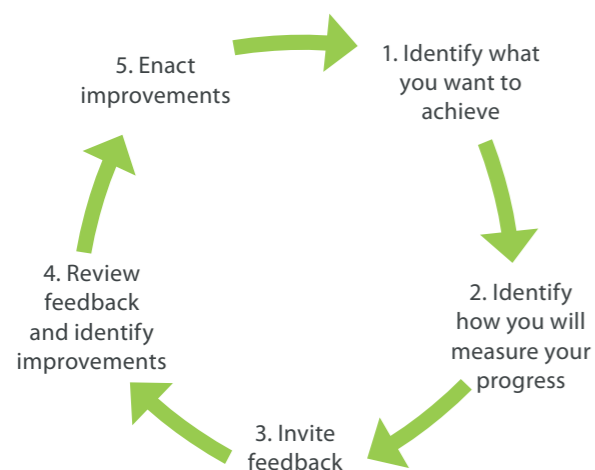 1. Identify what
you want to
achieve
2. Identify
how you will
measure your
progress
3. Invite
feedback
4. Review
feedback
and identify
improvements
5. Enact
improvements